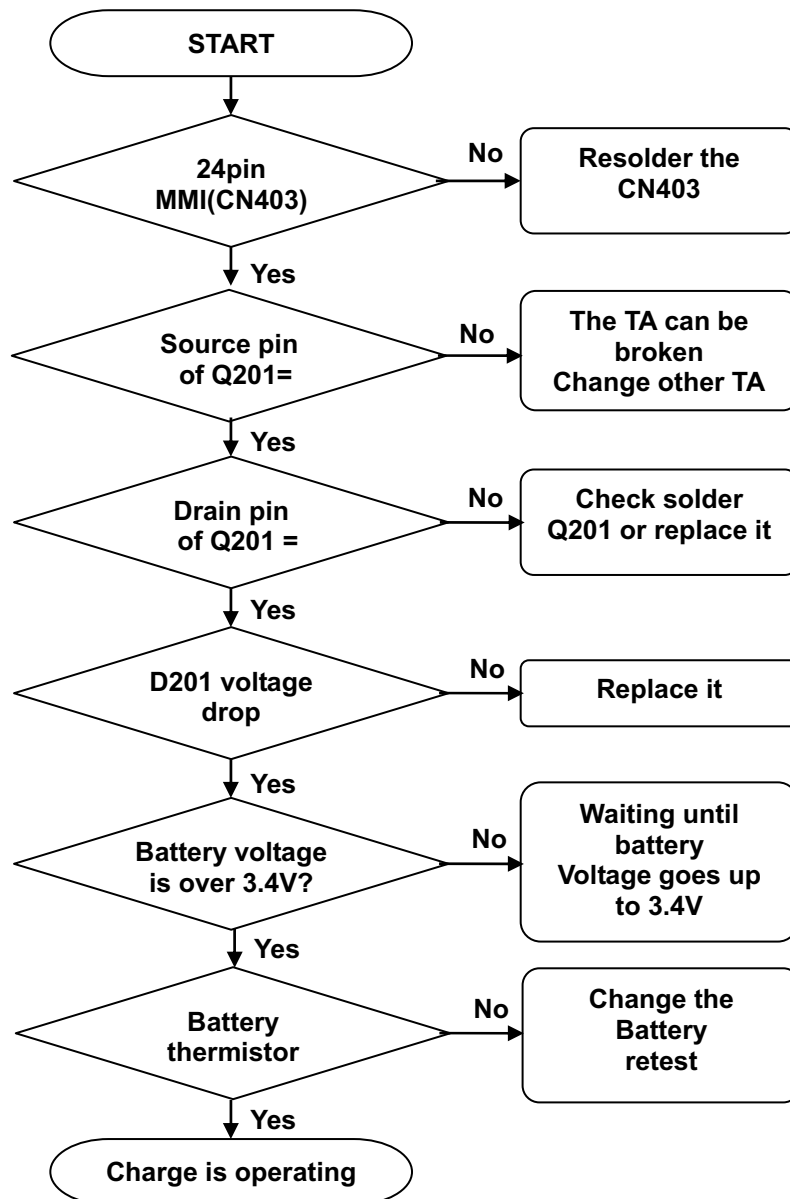 START
24pin
MMI(CN403)
No
Resolder the
CN403
Yes
Source pin
of Q201=
No
The TA can be
broken
Change other TA
Yes
Drain pin
of Q201 =
No
Check solder
Q201 or replace it
Yes
D201 voltage
drop
No
Replace it
Yes
Battery voltage
is over 3.4V?
No
Waiting until
battery
Voltage goes up
to 3.4V
Yes
Battery
thermistor
No
Change the
Battery
retest
Yes
Charge is operating